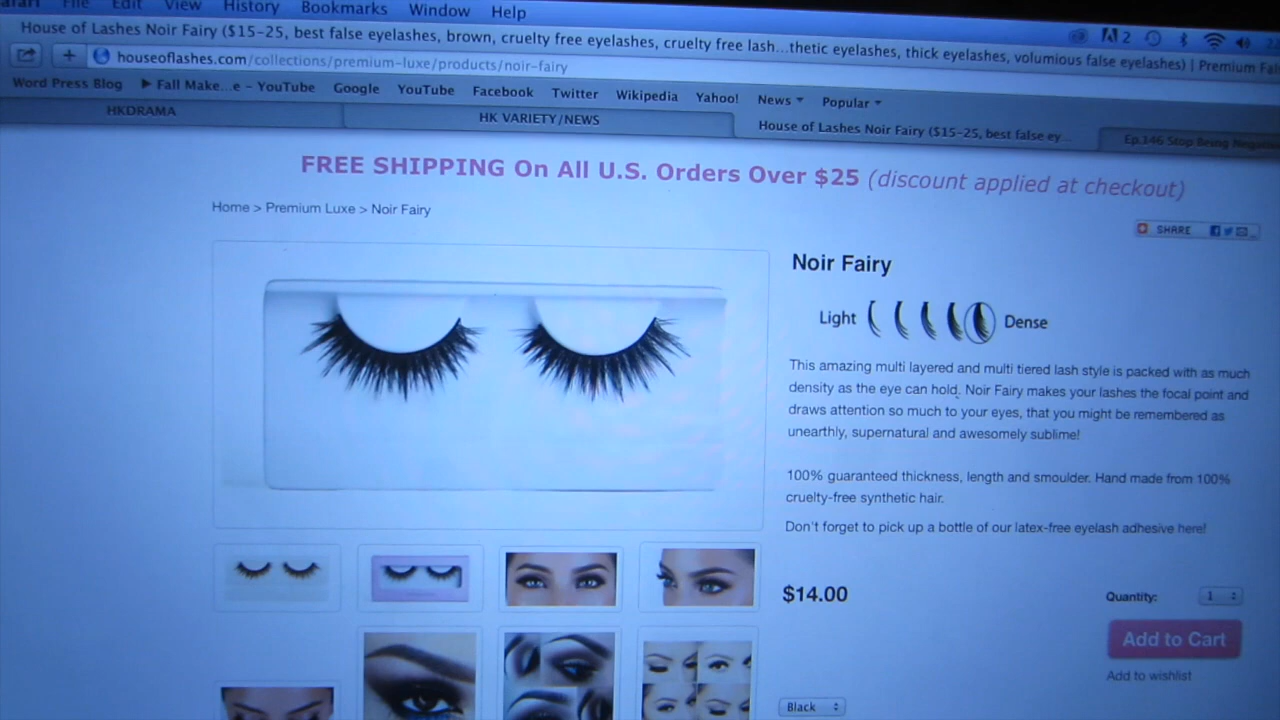 File Edit View History Bookmarks Window Help
House of Lashes Noir Fairy ($15-25, best false eyelashes, brown, cruelty free eyelashes, cruelty free lash...thetic eyelashes, thick eyelashes, volumious false eyelashes) | Premium
houseoflashes.com/collections/premium-luxe/products/noir-fairy
Word Press Blog ▶ Fall Make...e - YouTube Google YouTube Facebook Twitter Wikipedia Yahoo! News Popular
HKDRAMA HK VARIETY/NEWS House of Lashes Noir Fairy ($15-25, best false ey... Ep.146 Stop Being
FREE SHIPPING On All U.S. Orders Over $25 (discount applied at checkout)
Home > Premium Luxe > Noir Fairy
SHARE
Noir Fairy
Light Dense
This amazing multi layered and multi tiered lash style is packed with as much
density as the eye can hold. Noir Fairy makes your lashes the focal point and
draws attention so much to your eyes, that you might be remembered as
unearthly, supernatural and awesomely sublime!
100% guaranteed thickness, length and smoulder. Hand made from 100%
cruelty-free synthetic hair.
Don't forget to pick up a bottle of our latex-free eyelash adhesive here!
$14.00
Quantity: 1
Add to Cart
Add to wishlist
Black